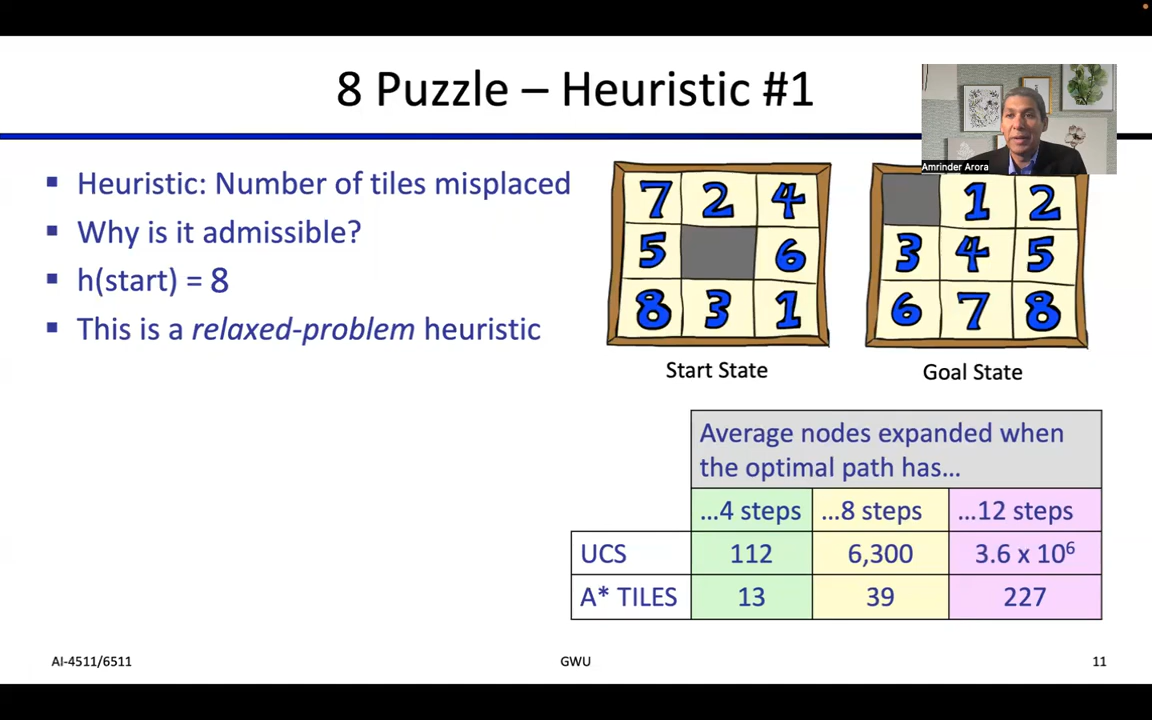 8 Puzzle – Heuristic #1
Amrinder Arora
▪ Heuristic: Number of tiles misplaced
▪ Why is it admissible?
▪ h(start) = 8
▪ This is a relaxed-problem heuristic
7 2 4
5 6
8 3 1
Start State
1 2
3 4 5
6 7 8
Goal State
Average nodes expanded when
the optimal path has…
…4 steps …8 steps …12 steps
UCS 112 6,300 3.6 x 10⁶
A* TILES 13 39 227
AI-4511/6511 GWU 11